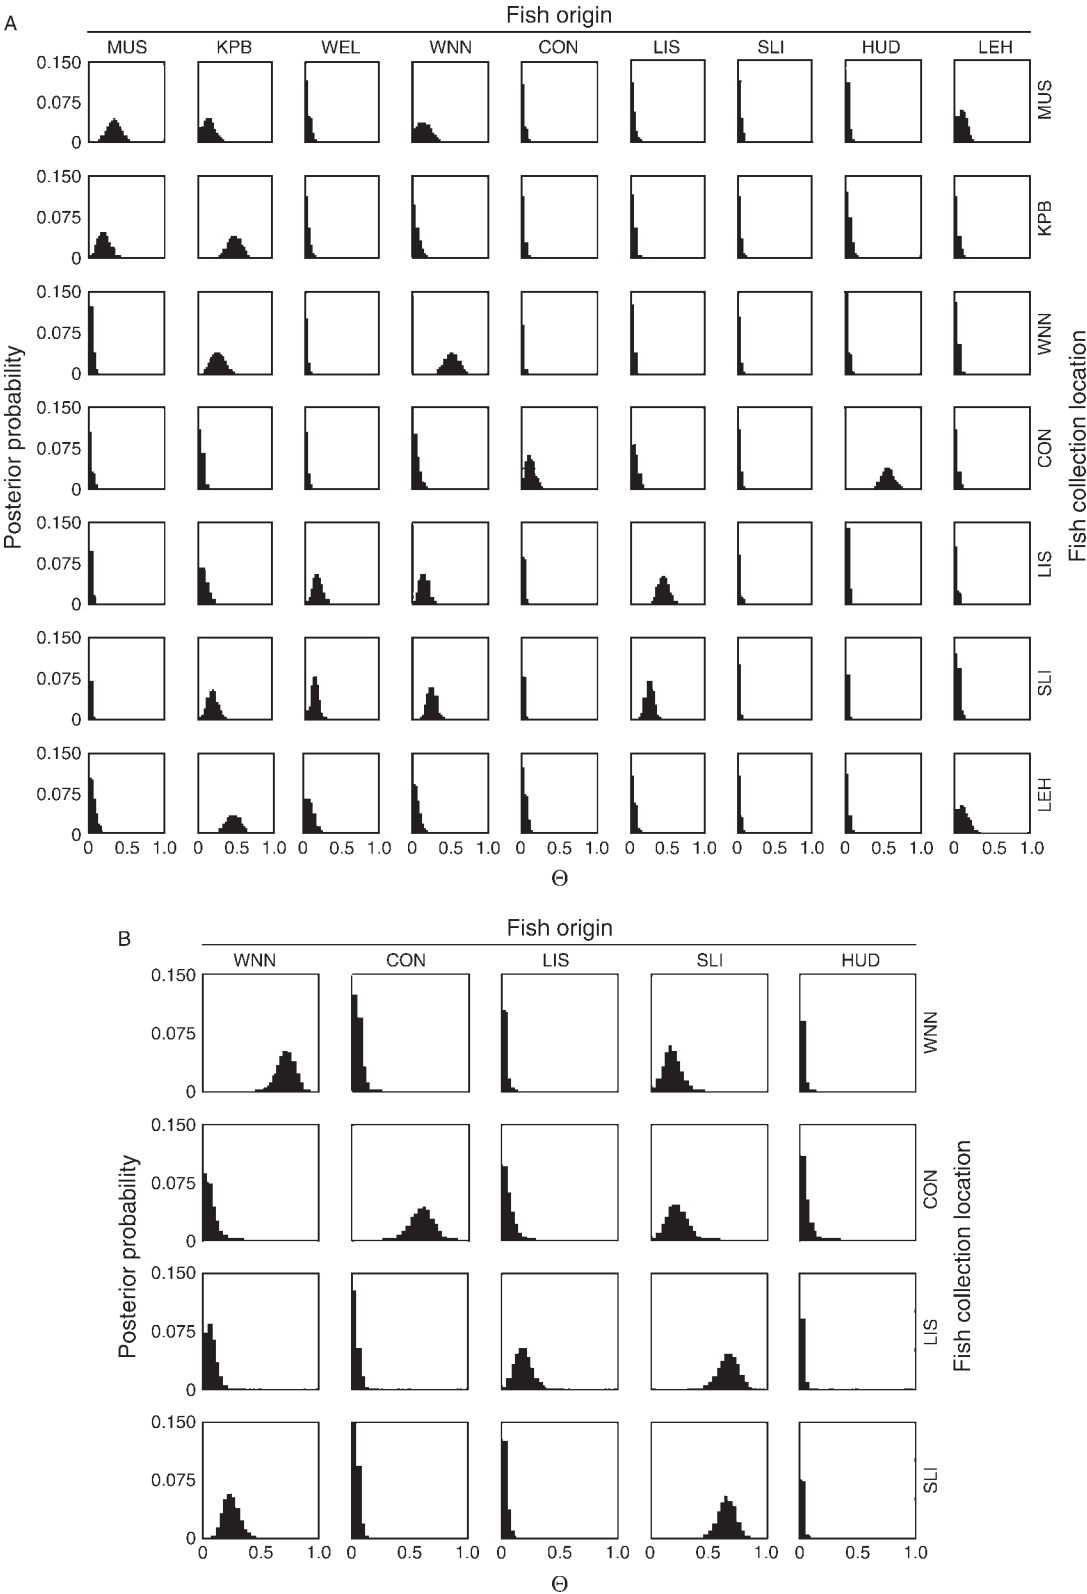 A
Fish origin
MUS KPB WEL WNN CON LIS SLI HUD LEH
0.150
0.075
0
MUS
0.150
0.075
0
KPB
0.150
0.075
0
WNN
0.150
0.075
0
CON
0.150
0.075
0
LIS
0.150
0.075
0
SLI
0.150
0.075
0
LEH
Posterior probability
Fish collection location
0 0.5 1.0 0 0.5 1.0 0 0.5 1.0 0 0.5 1.0 0 0.5 1.0 0 0.5 1.0 0 0.5 1.0 0 0.5 1.0 0 0.5 1.0
Θ
B
Fish origin
WNN CON LIS SLI HUD
0.150
0.075
0
WNN
0.150
0.075
0
CON
0.150
0.075
0
LIS
0.150
0.075
0
SLI
Posterior probability
Fish collection location
0 0.5 1.0 0 0.5 1.0 0 0.5 1.0 0 0.5 1.0 0 0.5 1.0
Θ